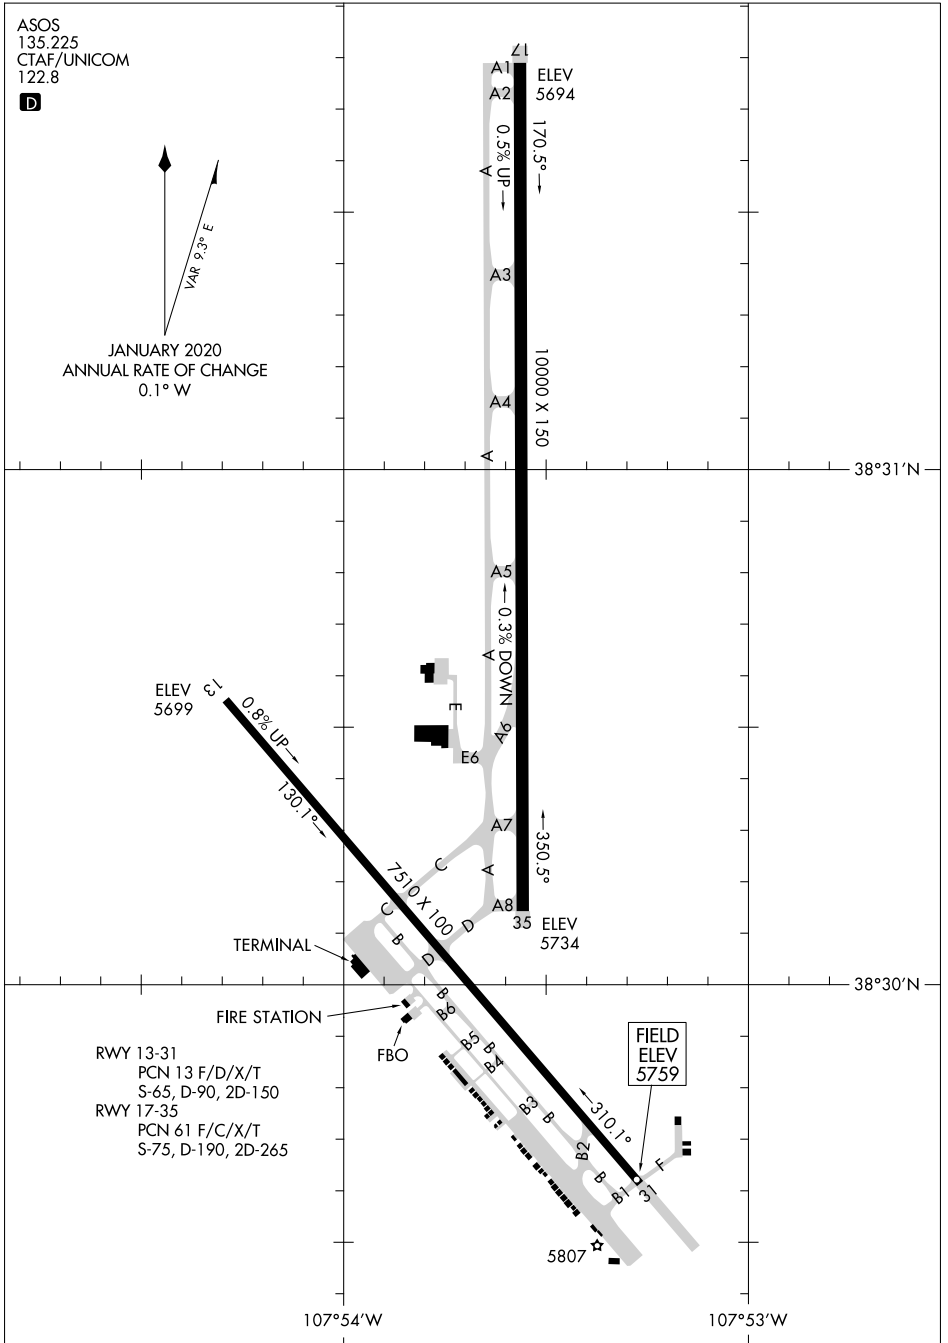 ASOS
135.225
CTAF/UNICOM
122.8
D
VAR 9.3° E
JANUARY 2020
ANNUAL RATE OF CHANGE
0.1° W
17
A1
A2
ELEV
5694
170.5°
0.5% UP
A
A3
10000 X 150
A4
A
38°31'N
A5
0.3% DOWN
A
E
A6
E6
ELEV
5699
13
0.8% UP
130.1°
A7
350.5°
C
A
A8
35
ELEV
5734
7510 X 100
C
B
D
D
TERMINAL
38°30'N
B
B6
FIRE STATION
FBO
B5
B
B4
FIELD
ELEV
5759
RWY 13-31
PCN 13 F/D/X/T
S-65, D-90, 2D-150
RWY 17-35
PCN 61 F/C/X/T
S-75, D-190, 2D-265
B3
B
310.1°
B2
B
F
B1
31
5807
107°54'W
107°53'W